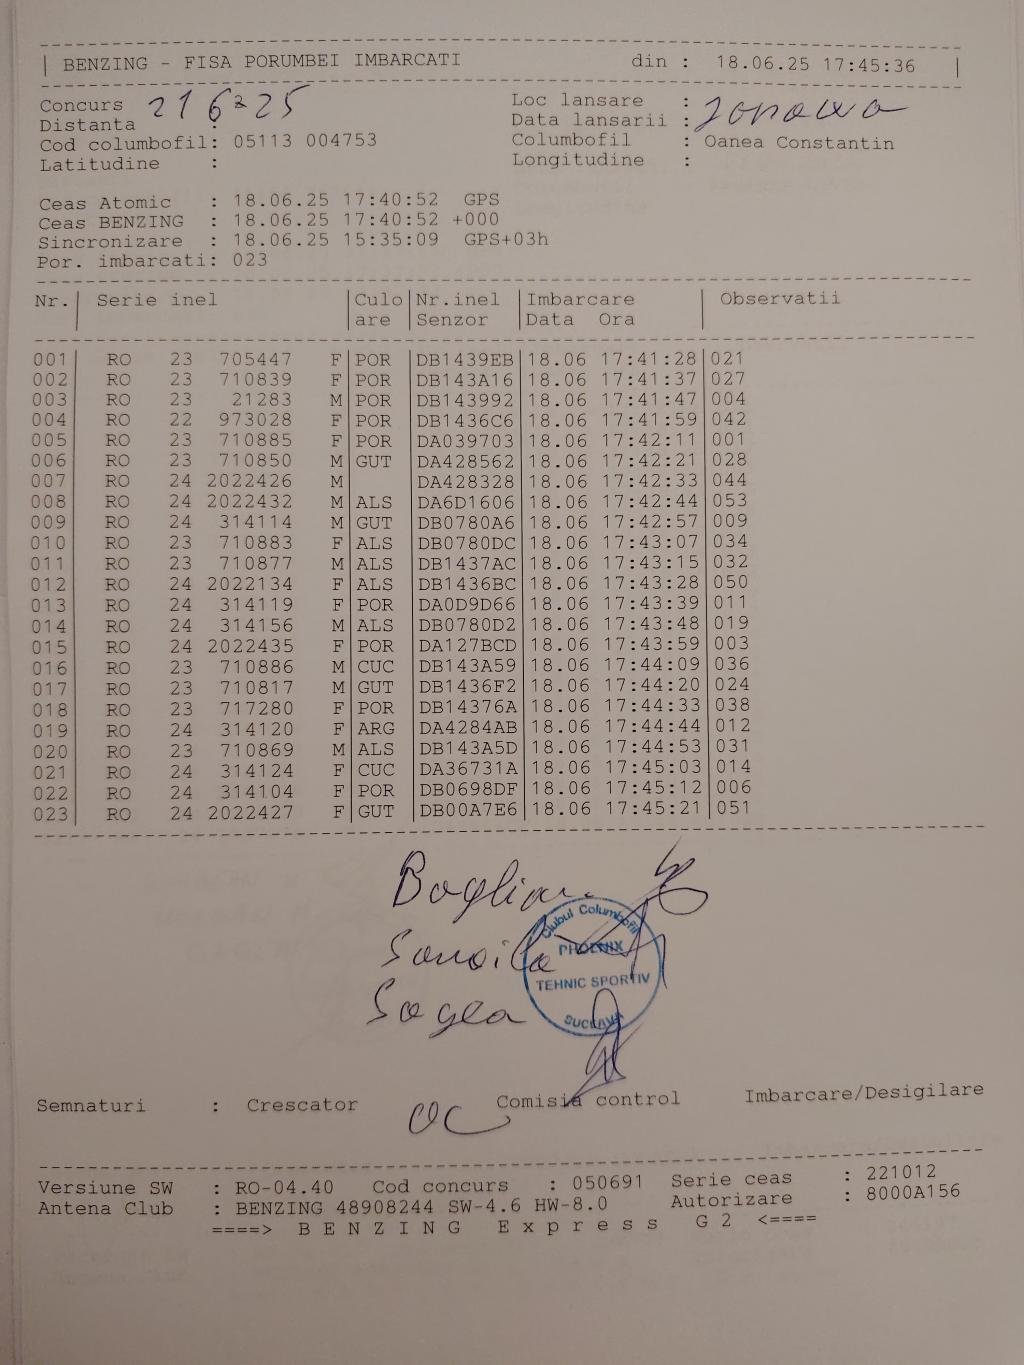 BENZING - FISA PORUMBEI IMBARCATI din : 18.06.25 17:45:36
Concurs 216225 Loc lansare : Jonawa
Distanta : Data lansarii :
Cod columbofil: 05113 004753 Columbofil : Oanea Constantin
Latitudine : Longitudine :
Ceas Atomic : 18.06.25 17:40:52 GPS
Ceas BENZING : 18.06.25 17:40:52 +000
Sincronizare : 18.06.25 15:35:09 GPS+03h
Por. imbarcati: 023
Nr. Serie inel Culo Nr.inel Imbarcare Observatii
are Senzor Data Ora
001 RO 23 705447 F POR DB1439EB 18.06 17:41:28 021
002 RO 23 710839 F POR DB143A16 18.06 17:41:37 027
003 RO 23 21283 M POR DB143992 18.06 17:41:47 004
004 RO 22 973028 F POR DB1436C6 18.06 17:41:59 042
005 RO 23 710885 F POR DA039703 18.06 17:42:11 001
006 RO 23 710850 M GUT DA428562 18.06 17:42:21 028
007 RO 24 2022426 M DA428328 18.06 17:42:33 044
008 RO 24 2022432 M ALS DA6D1606 18.06 17:42:44 053
009 RO 24 314114 M GUT DB0780A6 18.06 17:42:57 009
010 RO 23 710883 F ALS DB0780DC 18.06 17:43:07 034
011 RO 23 710877 M ALS DB1437AC 18.06 17:43:15 032
012 RO 24 2022134 F ALS DB1436BC 18.06 17:43:28 050
013 RO 24 314119 F POR DA0D9D66 18.06 17:43:39 011
014 RO 24 314156 M ALS DB0780D2 18.06 17:43:48 019
015 RO 24 2022435 F POR DA127BCD 18.06 17:43:59 003
016 RO 23 710886 M CUC DB143A59 18.06 17:44:09 036
017 RO 23 710817 M GUT DB1436F2 18.06 17:44:20 024
018 RO 23 717280 F POR DB14376A 18.06 17:44:33 038
019 RO 24 314120 F ARG DA4284AB 18.06 17:44:44 012
020 RO 23 710869 M ALS DB143A5D 18.06 17:44:53 031
021 RO 24 314124 F CUC DA36731A 18.06 17:45:03 014
022 RO 24 314104 F POR DB0698DF 18.06 17:45:12 006
023 RO 24 2022427 F GUT DB00A7E6 18.06 17:45:21 051
Clubul Columbofil
PHOENIX
TEHNIC SPORTIV
SUCEAVA
Semnaturi : Crescator Comisia control Imbarcare/Desigilare
Versiune SW : RO-04.40 Cod concurs : 050691 Serie ceas : 221012
Antena Club : BENZING 48908244 SW-4.6 HW-8.0 Autorizare : 8000A156
====> B E N Z I N G E x p r e s s G 2 <====